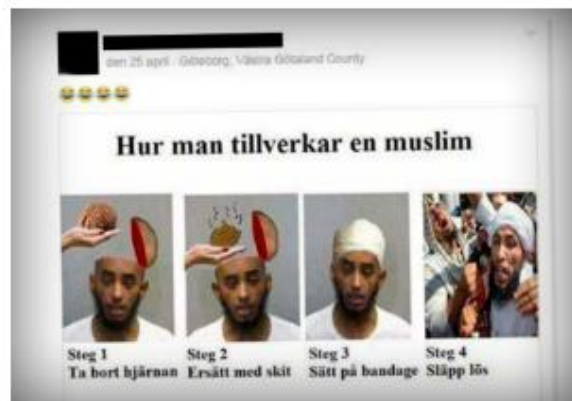 den 25 april · Göteborg, Västra Götaland County
Hur man tillverkar en muslim
Steg 1
Ta bort hjärnan
Steg 2
Ersätt med skit
Steg 3
Sätt på bandage
Steg 4
Släpp lös